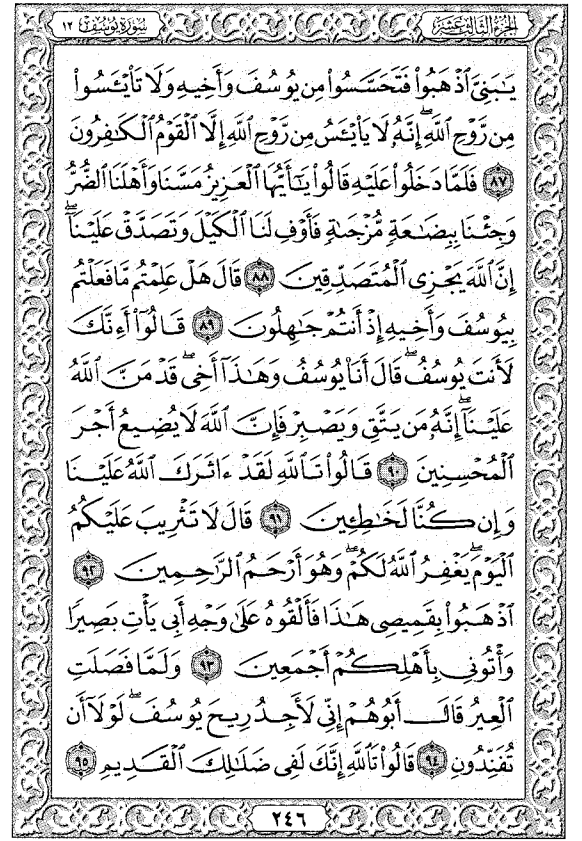 الجزء الثالث عشر
سورة يوسف ١٢
يَـٰبَنِىَّ ٱذْهَبُوا۟ فَتَحَسَّسُوا۟ مِن يُوسُفَ وَأَخِيهِ وَلَا تَا۟يْـَٔسُوا۟
مِن رَّوْحِ ٱللَّهِ ۖ إِنَّهُۥ لَا يَا۟يْـَٔسُ مِن رَّوْحِ ٱللَّهِ إِلَّا ٱلْقَوْمُ ٱلْكَـٰفِرُونَ
٨٧ فَلَمَّا دَخَلُوا۟ عَلَيْهِ قَالُوا۟ يَـٰٓأَيُّهَا ٱلْعَزِيزُ مَسَّنَا وَأَهْلَنَا ٱلضُّرُّ
وَجِئْنَا بِبِضَـٰعَةٍ مُّزْجَىٰةٍ فَأَوْفِ لَنَا ٱلْكَيْلَ وَتَصَدَّقْ عَلَيْنَآ ۖ
إِنَّ ٱللَّهَ يَجْزِى ٱلْمُتَصَدِّقِينَ ٨٨ قَالَ هَلْ عَلِمْتُم مَّا فَعَلْتُم
بِيُوسُفَ وَأَخِيهِ إِذْ أَنتُمْ جَـٰهِلُونَ ٨٩ قَالُوٓا۟ أَءِنَّكَ
لَأَنتَ يُوسُفُ ۖ قَالَ أَنَا۠ يُوسُفُ وَهَـٰذَآ أَخِى ۖ قَدْ مَنَّ ٱللَّهُ
عَلَيْنَآ ۖ إِنَّهُۥ مَن يَتَّقِ وَيَصْبِرْ فَإِنَّ ٱللَّهَ لَا يُضِيعُ أَجْرَ
ٱلْمُحْسِنِينَ ٩٠ قَالُوا۟ تَٱللَّهِ لَقَدْ ءَاثَرَكَ ٱللَّهُ عَلَيْنَا
وَإِن كُنَّا لَخَـٰطِـِٔينَ ٩١ قَالَ لَا تَثْرِيبَ عَلَيْكُمُ
ٱلْيَوْمَ ۖ يَغْفِرُ ٱللَّهُ لَكُمْ ۖ وَهُوَ أَرْحَمُ ٱلرَّٰحِمِينَ ٩٢
ٱذْهَبُوا۟ بِقَمِيصِى هَـٰذَا فَأَلْقُوهُ عَلَىٰ وَجْهِ أَبِى يَأْتِ بَصِيرًا
وَأْتُونِى بِأَهْلِكُمْ أَجْمَعِينَ ٩٣ وَلَمَّا فَصَلَتِ
ٱلْعِيرُ قَالَ أَبُوهُمْ إِنِّى لَأَجِدُ رِيحَ يُوسُفَ ۖ لَوْلَآ أَن
تُفَنِّدُونِ ٩٤ قَالُوا۟ تَٱللَّهِ إِنَّكَ لَفِى ضَلَـٰلِكَ ٱلْقَدِيمِ ٩٥
٢٤٦